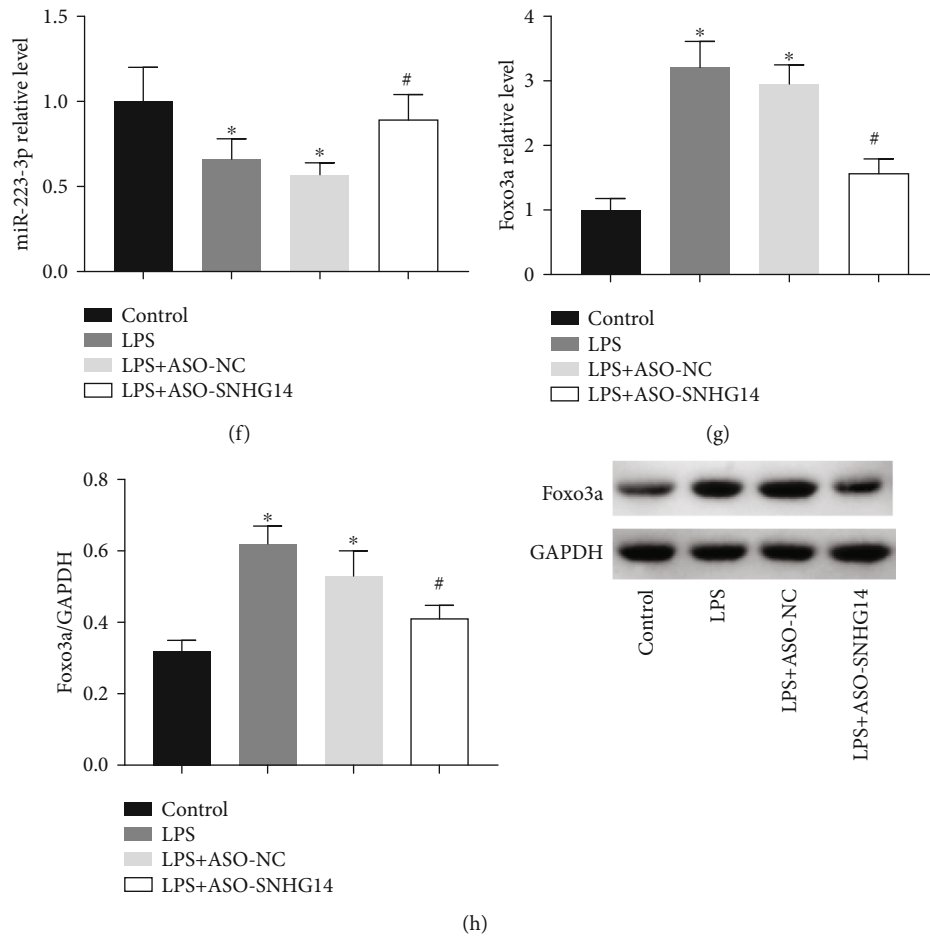 1.5
1.0
0.5
0.0
miR-223-3p relative level
*
*
#
Control
LPS
LPS+ASO-NC
LPS+ASO-SNHG14
(f)
4
3
2
1
0
Foxo3a relative level
*
*
#
Control
LPS
LPS+ASO-NC
LPS+ASO-SNHG14
(g)
0.8
0.6
0.4
0.2
0.0
Foxo3a/GAPDH
*
*
#
Control
LPS
LPS+ASO-NC
LPS+ASO-SNHG14
Foxo3a
GAPDH
Control
LPS
LPS+ASO-NC
LPS+ASO-SNHG14
(h)